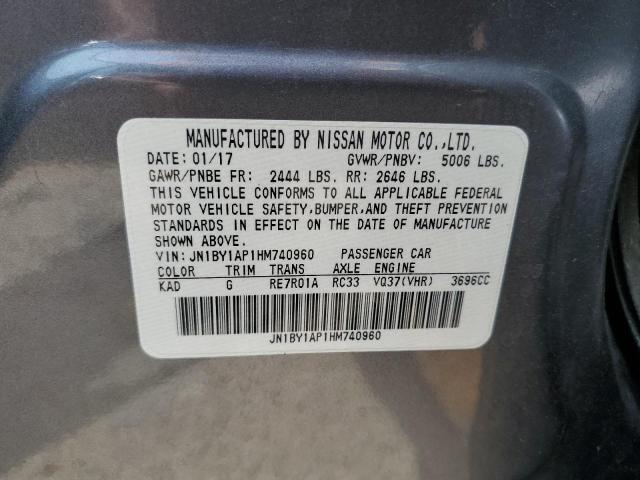 MANUFACTURED BY NISSAN MOTOR CO.,LTD.
DATE: 01/17 GVWR/PNBV: 5006 LBS.
GAWR/PNBE FR: 2444 LBS. RR: 2646 LBS.
THIS VEHICLE CONFORMS TO ALL APPLICABLE FEDERAL
MOTOR VEHICLE SAFETY,BUMPER,AND THEFT PREVENTION
STANDARDS IN EFFECT ON THE DATE OF MANUFACTURE
SHOWN ABOVE.
VIN:JN1BY1AP1HM740960 PASSENGER CAR
COLOR TRIM TRANS AXLE ENGINE
KAD G RE7R01A RC33 VQ37(VHR) 3696CC
JN1BY1AP1HM740960